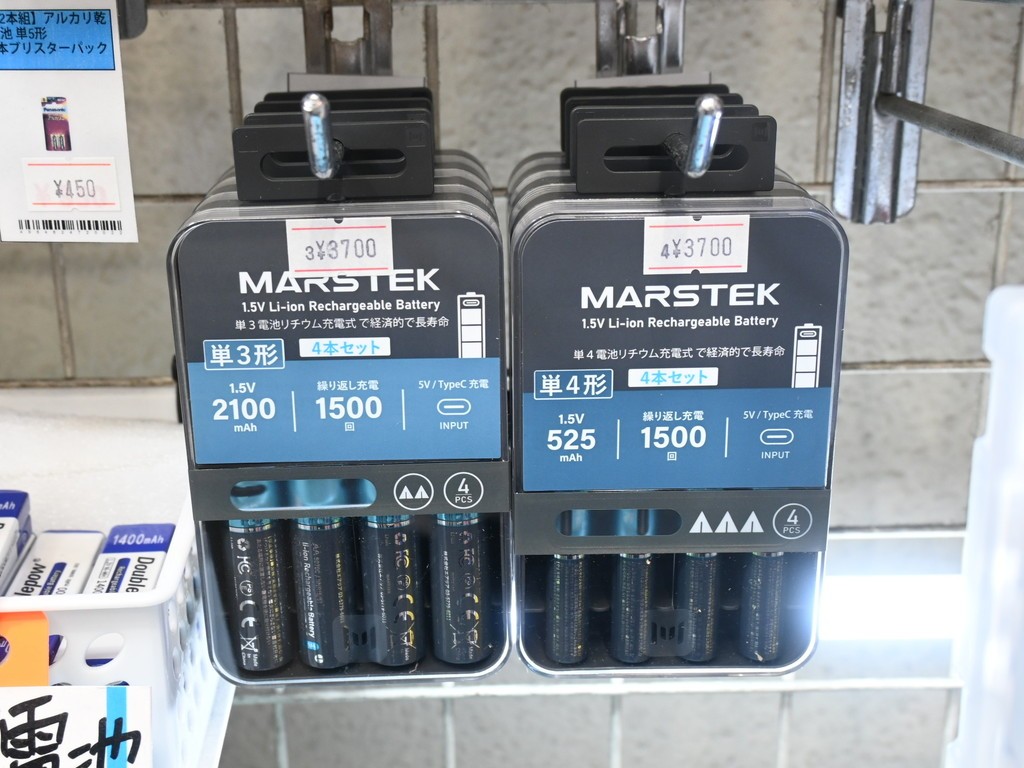 2本組】アルカリ乾
池 単5形
本ブリスターパック
Panasonic
¥450
3¥3700
MARSTEK
1.5V Li-ion Rechargeable Battery
単3電池リチウム充電式で経済的で長寿命
単3形
4本セット
1.5V
2100
mAh
繰り返し充電
1500
回
5V / TypeC 充電
INPUT
4
PCS
Li-ion Rechargeable Battery
4¥3700
MARSTEK
1.5V Li-ion Rechargeable Battery
単4電池リチウム充電式で経済的で長寿命
単4形
4本セット
1.5V
525
mAh
繰り返し充電
1500
回
5V / TypeC 充電
INPUT
4
PCS
mAh
1400mAh
Double
電池